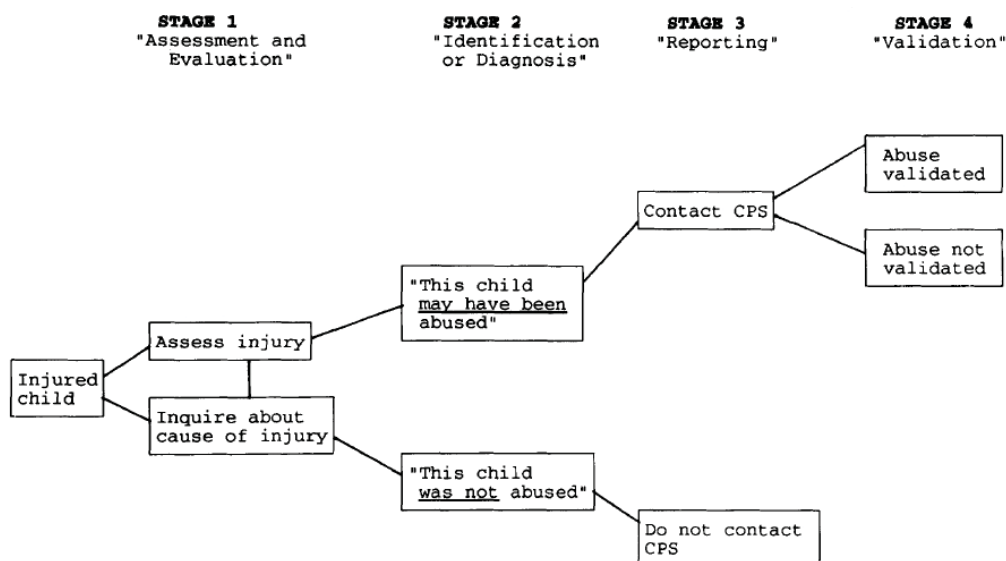 STAGE 1
"Assessment and
Evaluation"
STAGE 2
"Identification
or Diagnosis"
STAGE 3
"Reporting"
STAGE 4
"Validation"
Abuse
validated
Contact CPS
Abuse not
validated
"This child
may have been
abused"
Assess injury
Injured
child
Inquire about
cause of injury
"This child
was not abused"
Do not contact
CPS